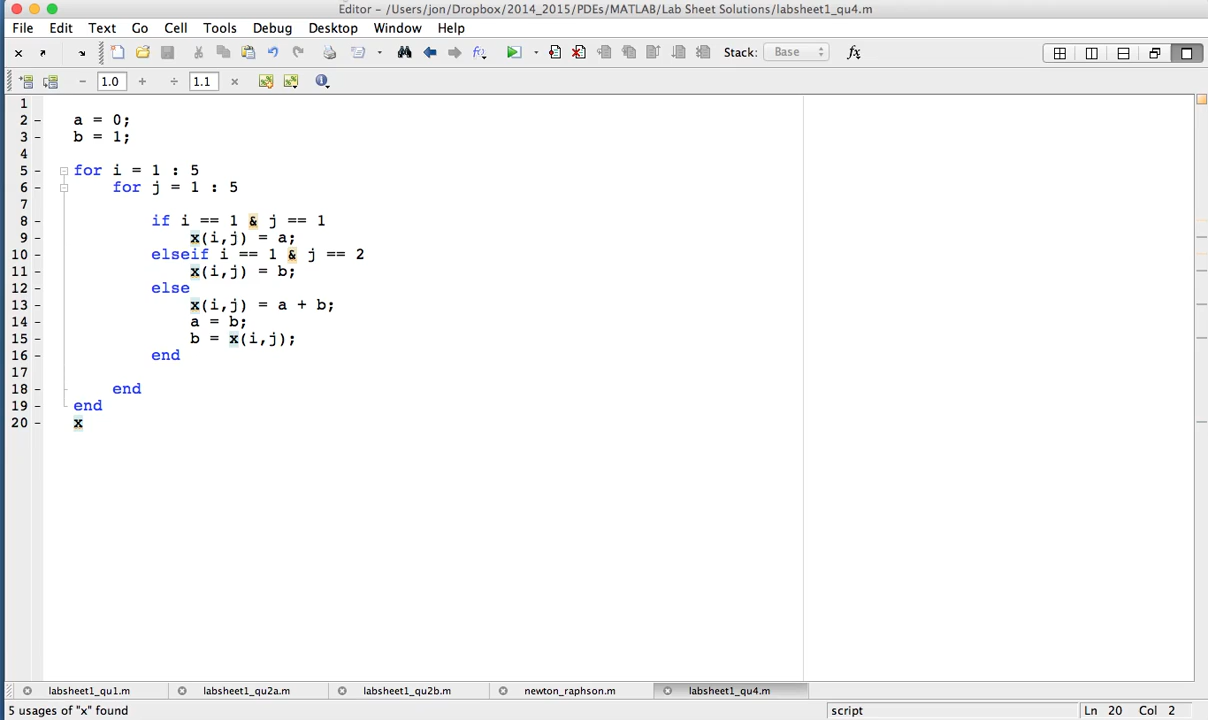 Editor - /Users/jon/Dropbox/2014_2015/PDEs/MATLAB/Lab Sheet Solutions/labsheet1_qu4.m
File Edit Text Go Cell Tools Debug Desktop Window Help
Stack: Base fx
− 1.0 + ÷ 1.1 ×
1
2 - a = 0;
3 - b = 1;
4
5 - for i = 1 : 5
6 - for j = 1 : 5
7
8 - if i == 1 & j == 1
9 - x(i,j) = a;
10 - elseif i == 1 & j == 2
11 - x(i,j) = b;
12 - else
13 - x(i,j) = a + b;
14 - a = b;
15 - b = x(i,j);
16 - end
17
18 - end
19 - end
20 - x
labsheet1_qu1.m labsheet1_qu2a.m labsheet1_qu2b.m newton_raphson.m labsheet1_qu4.m
5 usages of "x" found script Ln 20 Col 2